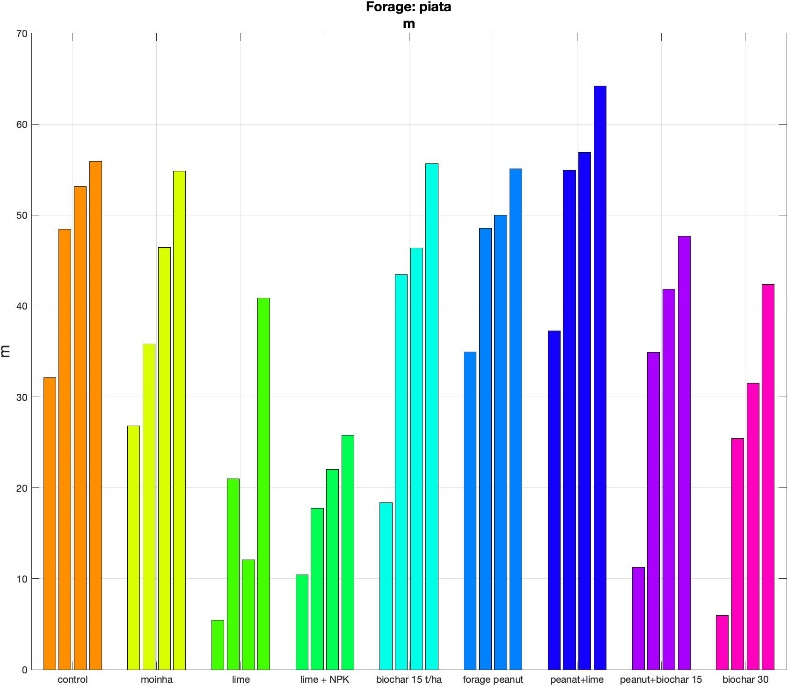 Forage: piata
m
70
60
50
40
30
20
10
0
m
control moinha lime lime + NPK biochar 15 t/ha forage peanut peanat+lime peanut+biochar 15 biochar 30